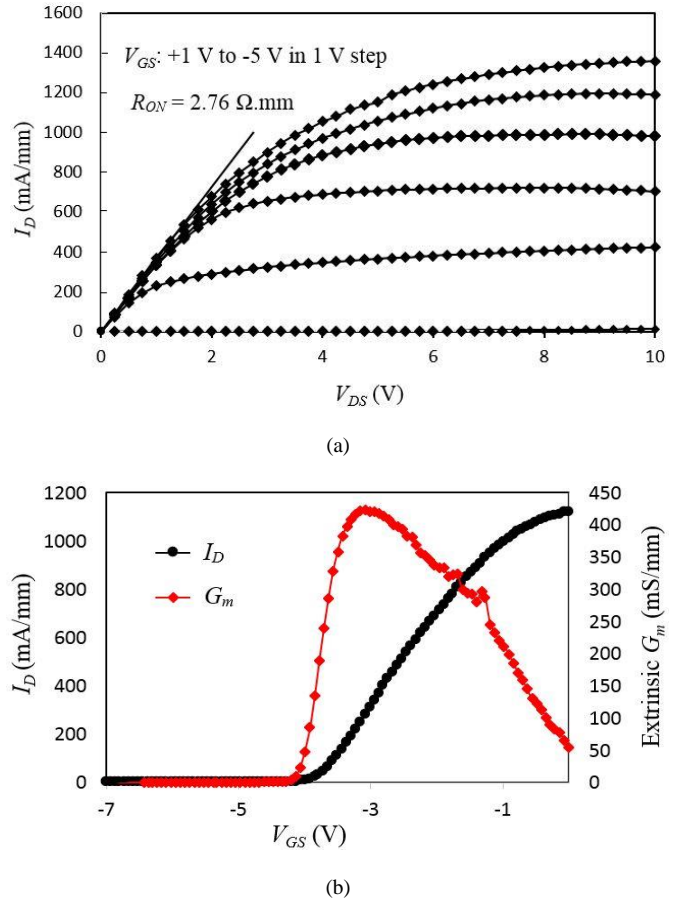 1600
1400
1200
1000
800
600
400
200
0
I_D (mA/mm)
V_GS: +1 V to -5 V in 1 V step
R_ON = 2.76 Ω.mm
0 2 4 6 8 10
V_DS (V)
(a)
1200
1000
800
600
400
200
0
I_D (mA/mm)
I_D
G_m
450
400
350
300
250
200
150
100
50
0
Extrinsic G_m (mS/mm)
-7 -5 -3 -1
V_GS (V)
(b)